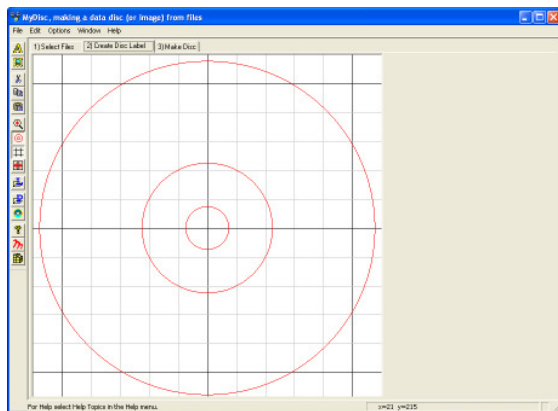 MyDisc, making a data disc (or Image) from files
File Edit Options Window Help
1) Select Files 2) Create Disc Label 3) Make Disc
For Help select Help Topics in the Help menu.
x=21 y=215